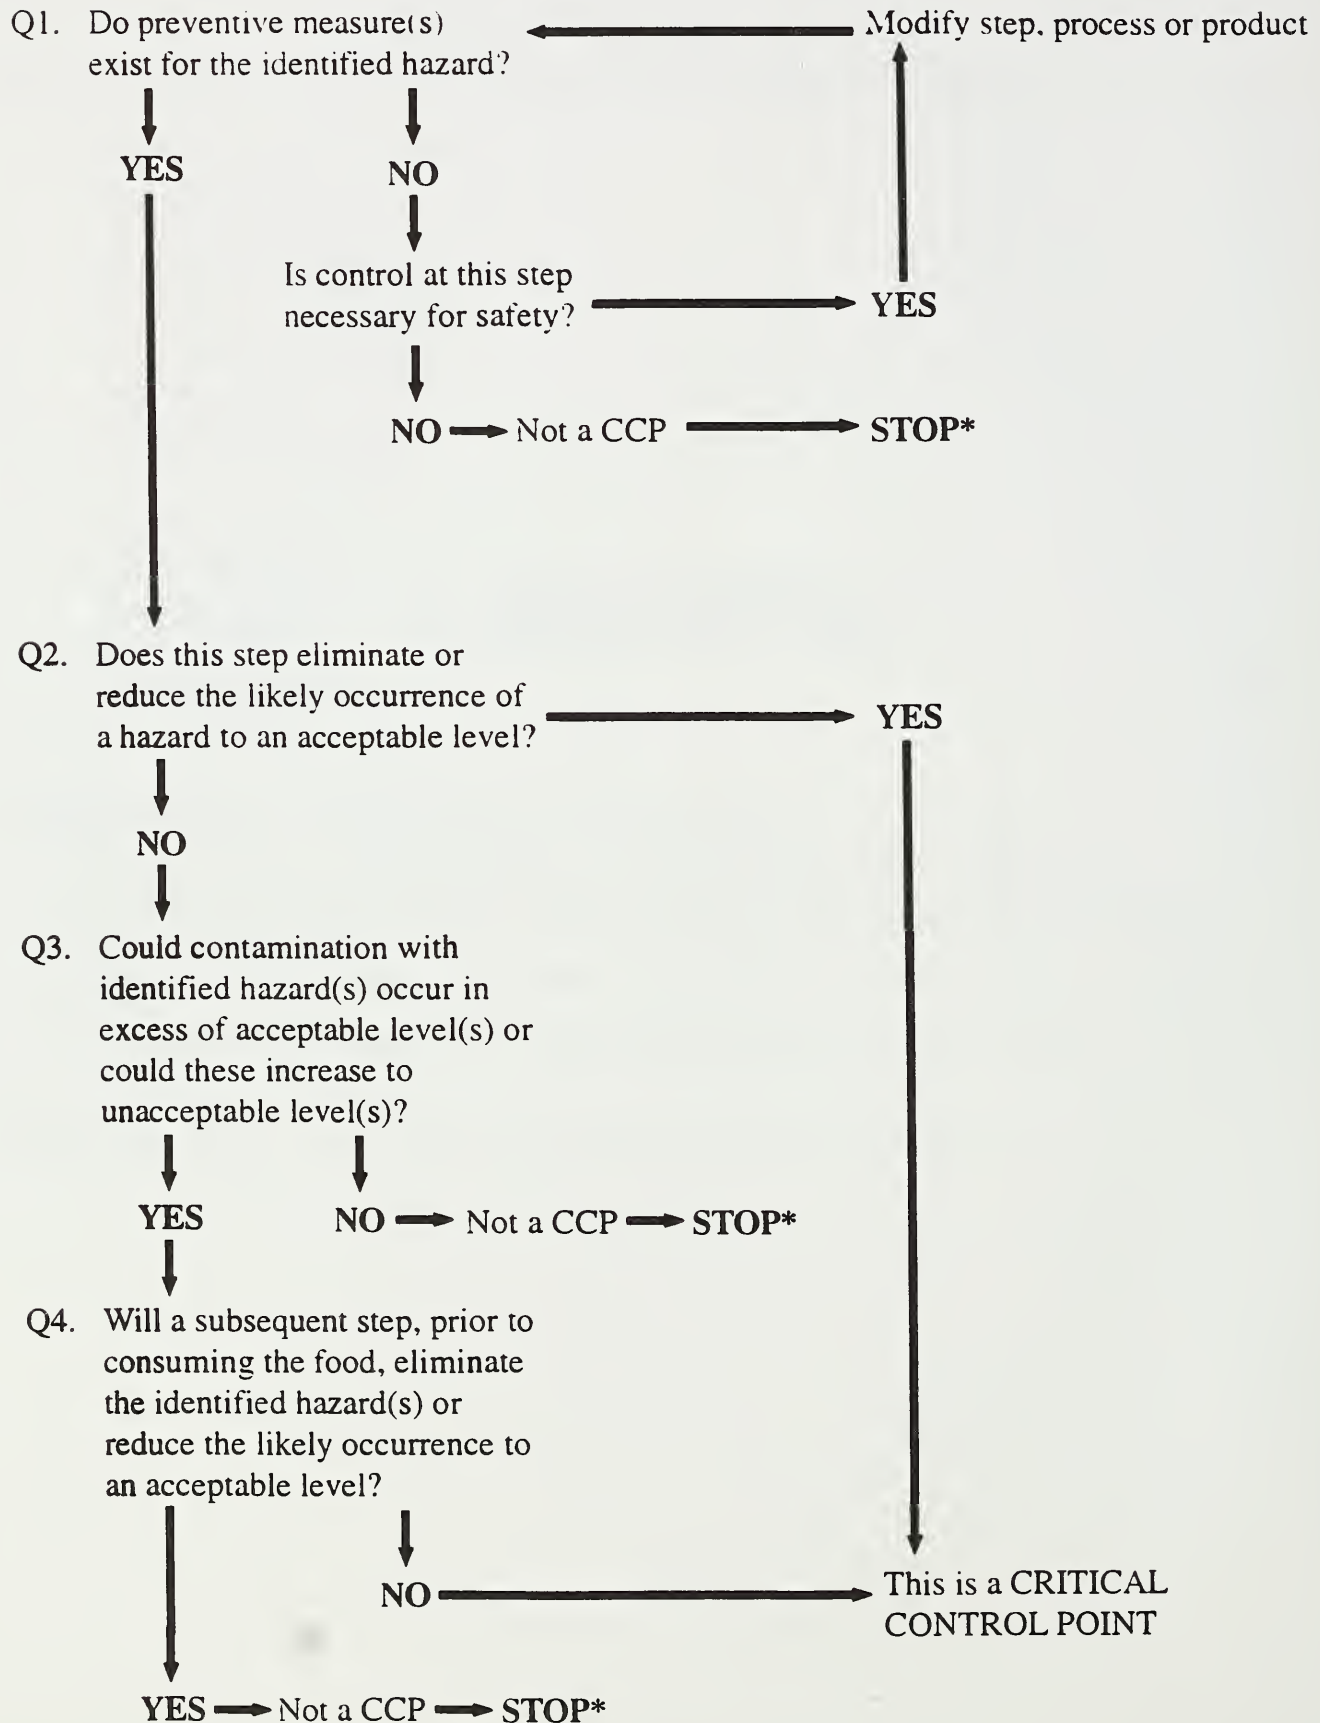 Q1. Do preventive measure(s)
exist for the identified hazard?
Modify step, process or product
YES
NO
Is control at this step
necessary for safety?
YES
NO
Not a CCP
STOP*
Q2. Does this step eliminate or
reduce the likely occurrence of
a hazard to an acceptable level?
YES
NO
Q3. Could contamination with
identified hazard(s) occur in
excess of acceptable level(s) or
could these increase to
unacceptable level(s)?
YES
NO
Not a CCP
STOP*
Q4. Will a subsequent step, prior to
consuming the food, eliminate
the identified hazard(s) or
reduce the likely occurrence to
an acceptable level?
NO
This is a CRITICAL
CONTROL POINT
YES
Not a CCP
STOP*